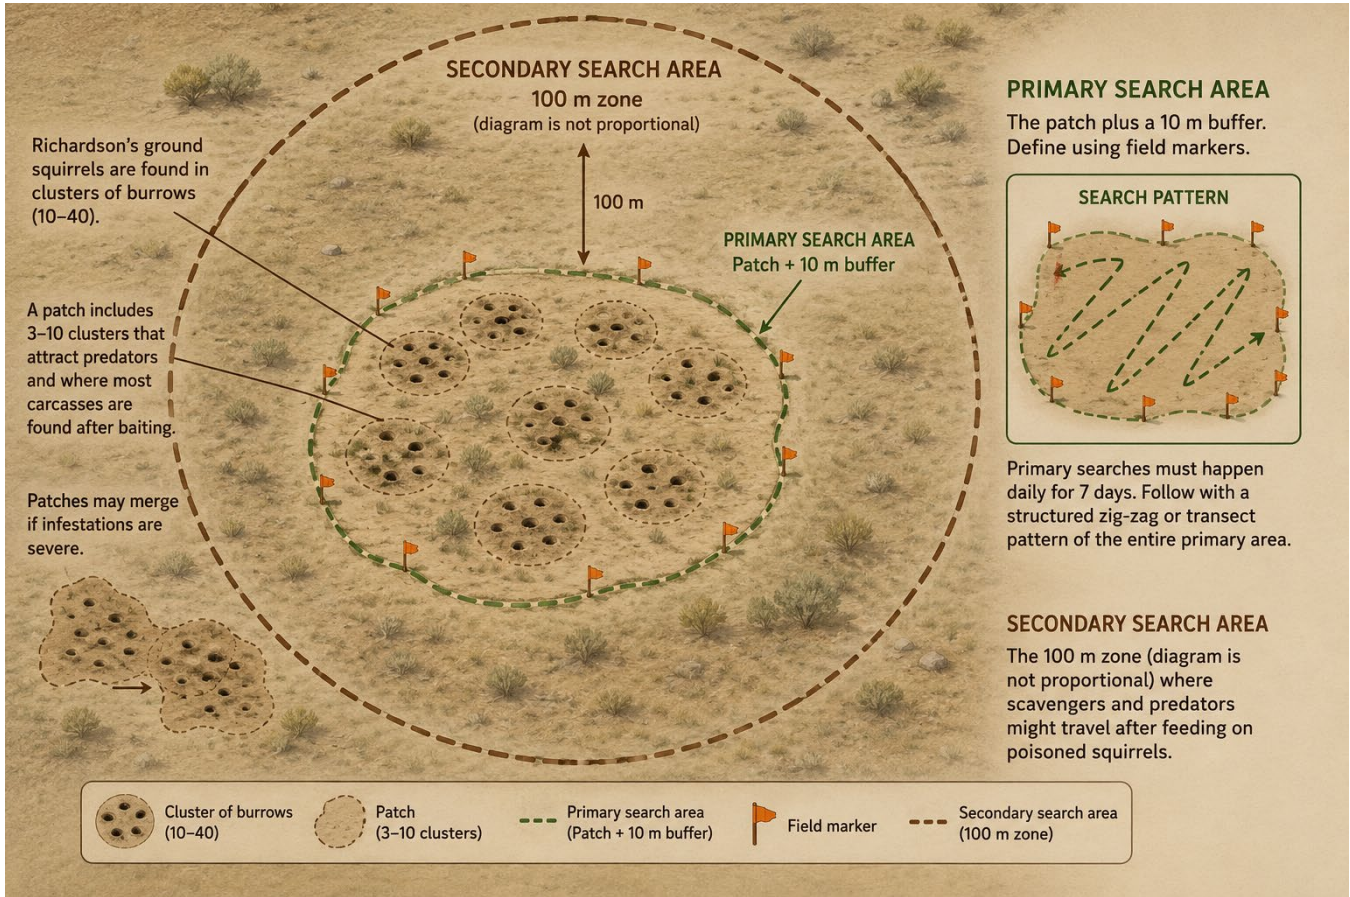 SECONDARY SEARCH AREA
100 m zone
(diagram is not proportional)
100 m
Richardson's ground
squirrels are found in
clusters of burrows
(10–40).
PRIMARY SEARCH AREA
Patch + 10 m buffer
A patch includes
3–10 clusters that
attract predators
and where most
carcasses are
found after baiting.
Patches may merge
if infestations are
severe.
PRIMARY SEARCH AREA
The patch plus a 10 m buffer.
Define using field markers.
SEARCH PATTERN
Primary searches must happen
daily for 7 days. Follow with a
structured zig-zag or transect
pattern of the entire primary area.
SECONDARY SEARCH AREA
The 100 m zone (diagram is
not proportional) where
scavengers and predators
might travel after feeding on
poisoned squirrels.
Cluster of burrows
(10–40)
Patch
(3–10 clusters)
Primary search area
(Patch + 10 m buffer)
Field marker
Secondary search area
(100 m zone)